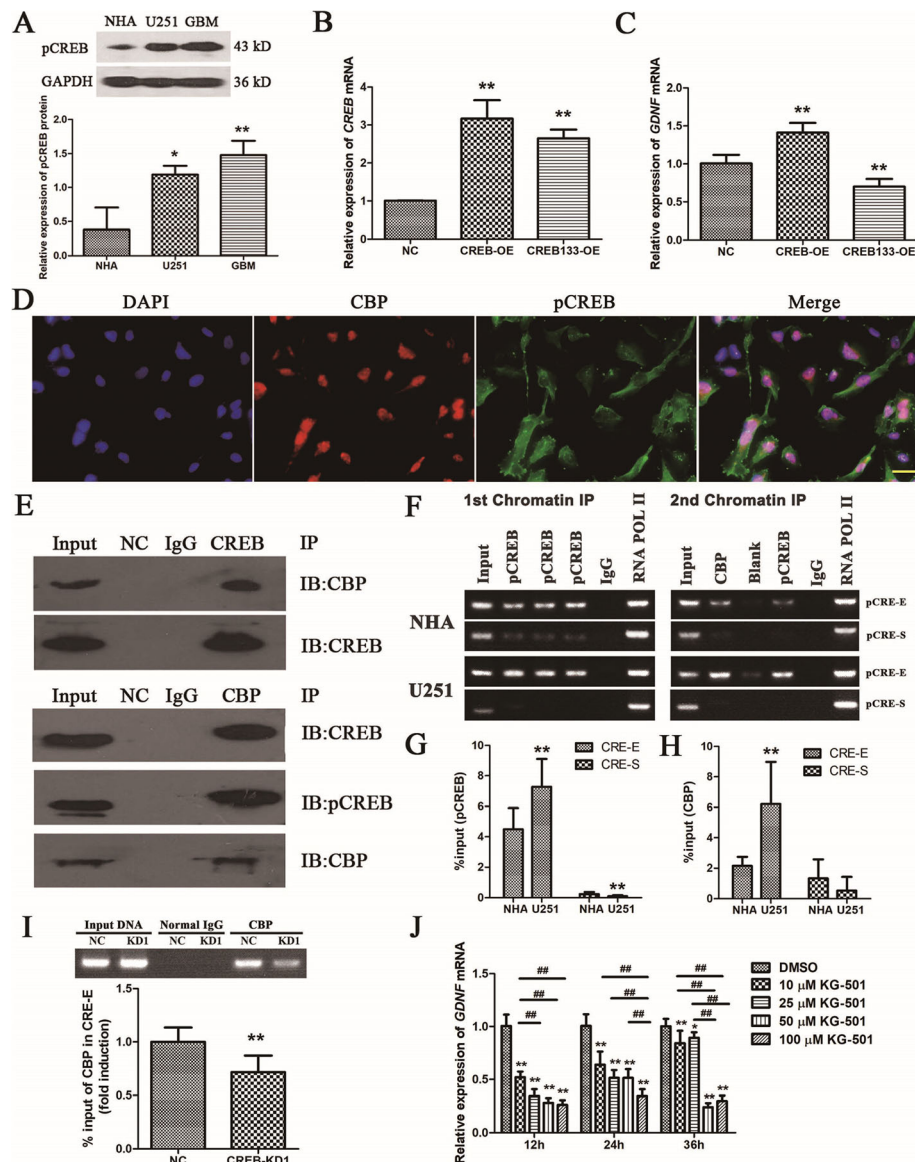 A
NHA U251 GBM
pCREB
43 kD
GAPDH
36 kD
Relative expression of pCREB protein
2.0
1.5
1.0
0.5
0.0
*
**
NHA U251 GBM
B
Relative expression of CREB mRNA
4
3
2
1
0
**
**
NC CREB-OE CREB133-OE
C
Relative expression of GDNF mRNA
2.0
1.5
1.0
0.5
0.0
**
**
NC CREB-OE CREB133-OE
D
DAPI CBP pCREB Merge
E
Input NC IgG CREB IP
IB:CBP
IB:CREB
Input NC IgG CBP IP
IB:CREB
IB:pCREB
IB:CBP
F
1st Chromatin IP 2nd Chromatin IP
Input pCREB pCREB pCREB IgG RNA POL II
Input CBP Blank pCREB IgG RNA POL II
NHA
pCRE-E
pCRE-S
U251
pCRE-E
pCRE-S
G
%input (pCREB)
10
8
6
4
2
0
**
**
CRE-E
CRE-S
NHA U251 NHA U251
H
%input (CBP)
10
8
6
4
2
0
**
CRE-E
CRE-S
NHA U251 NHA U251
I
Input DNA Normal IgG CBP
NC KD1 NC KD1 NC KD1
% input of CBP in CRE-E
(fold induction)
1.5
1.0
0.5
0.0
**
NC CREB-KD1
J
Relative expression of GDNF mRNA
1.5
1.0
0.5
0.0
## ## ##
## ## ##
## ## ##
##
** ** ** **
** ** ** **
** * ** **
12h 24h 36h
DMSO
10 μM KG-501
25 μM KG-501
50 μM KG-501
100 μM KG-501